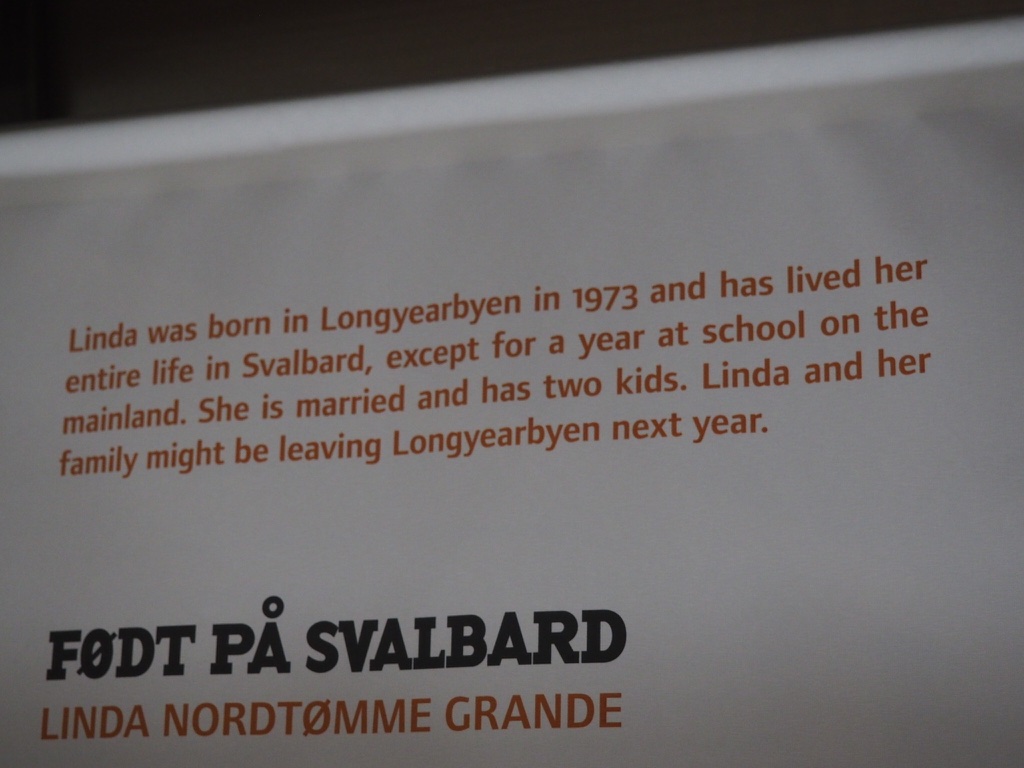 Linda was born in Longyearbyen in 1973 and has lived her
entire life in Svalbard, except for a year at school on the
mainland. She is married and has two kids. Linda and her
family might be leaving Longyearbyen next year.
FØDT PÅ SVALBARD
LINDA NORDTØMME GRANDE